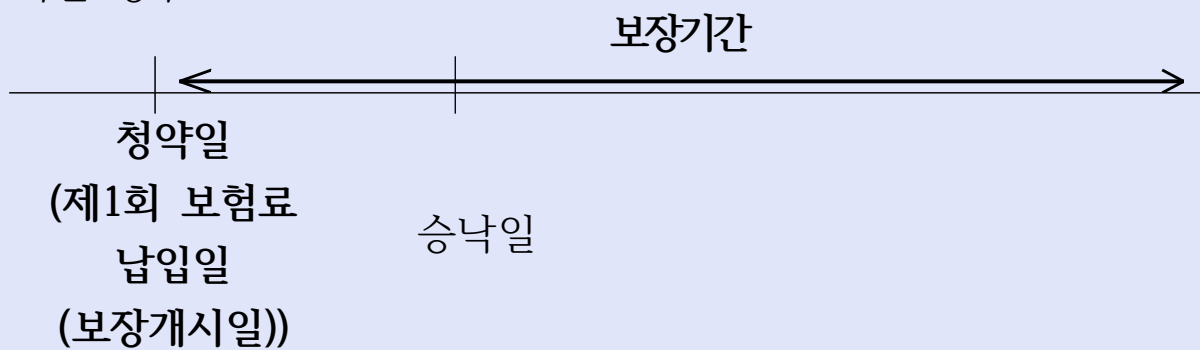 보장기간
청약일
(제1회 보험료
납입일
(보장개시일))
승낙일